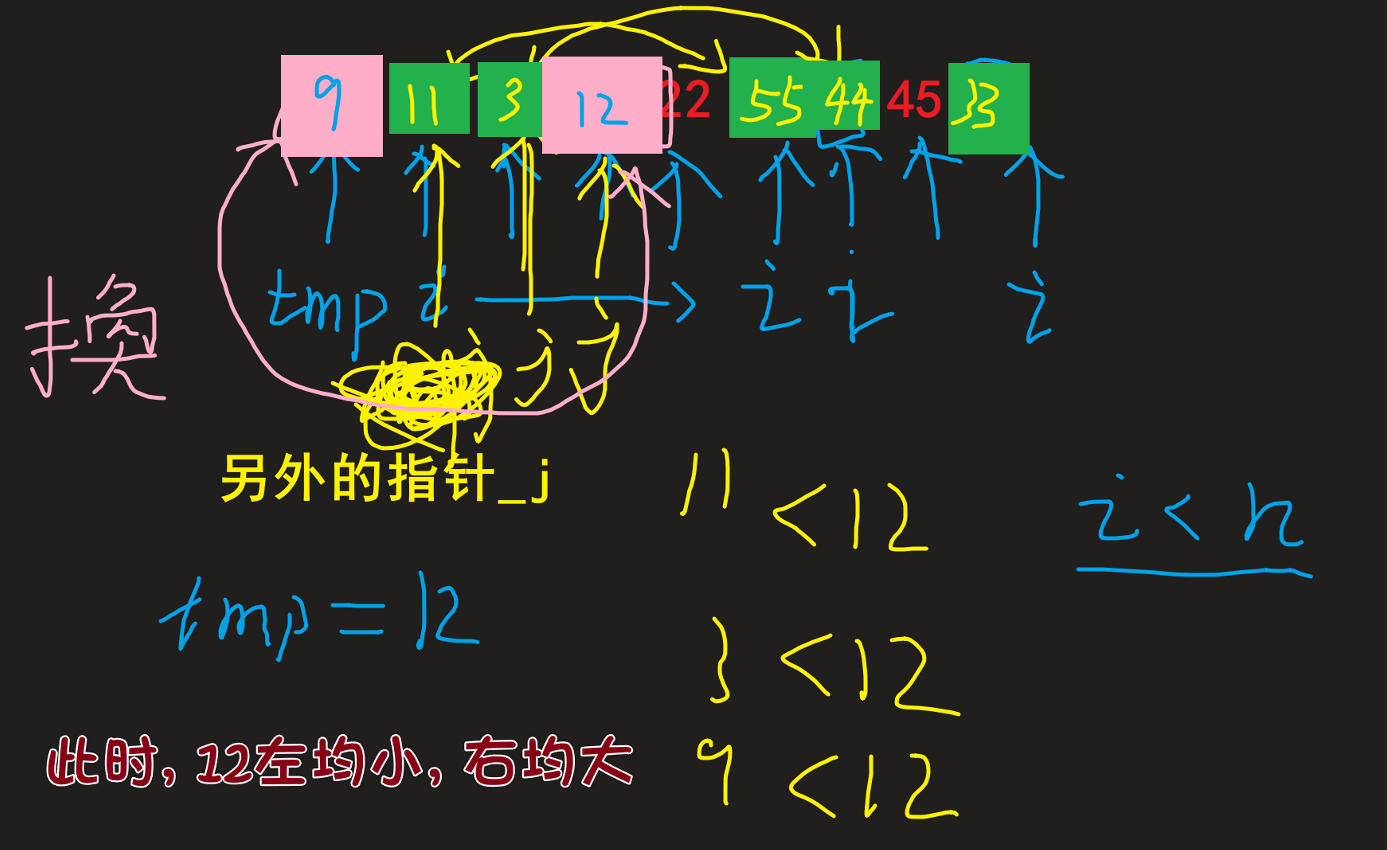 9 11 3 12 22 55 44 45 33
tmp i i i i
换
j j j
另外的指针_j
11 < 12
i < n
tmp = 12
3 < 12
此时, 12左均小, 右均大
9 < 12